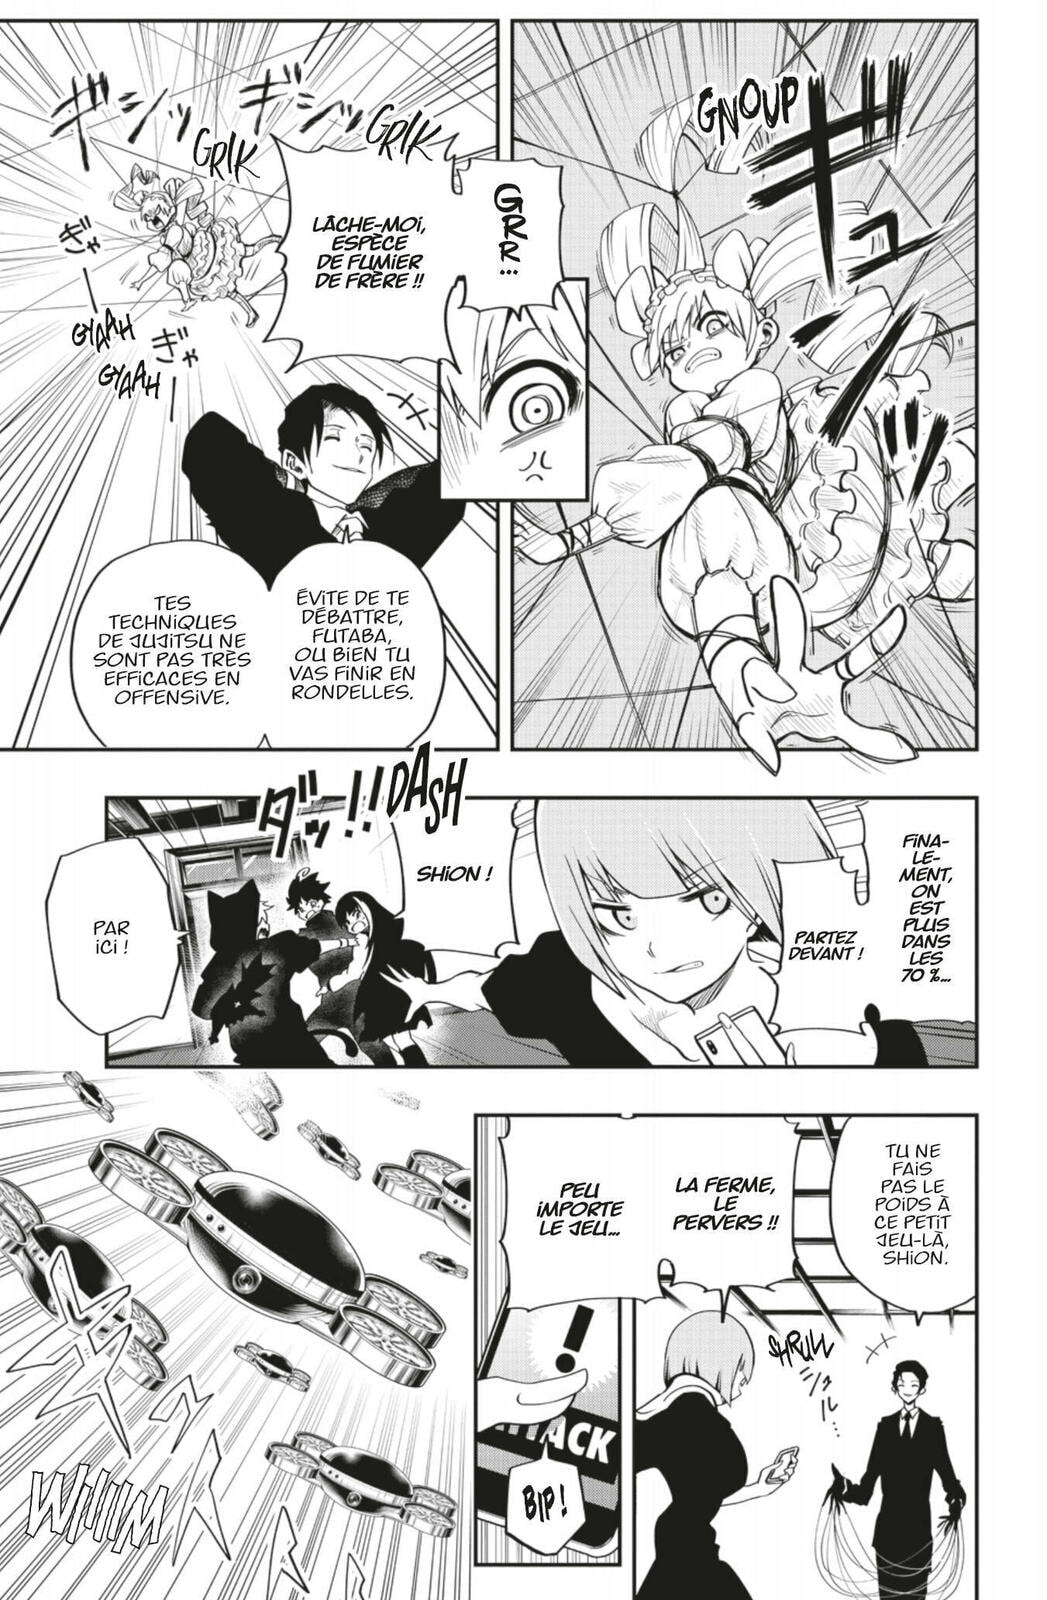 GNOUP
ギュ
GRR...
GRIK
GRIK
ギシッ
ギシッ
LÂCHE-MOI,
ESPÈCE
DE FUMIER
DE FRÈRE !!
ぎゃ
ぎゃ
GYAAH
GYAAH
ÉVITE DE TE
DÉBATTRE,
FUTABA,
OU BIEN TU
VAS FINIR EN
RONDELLES.
TES
TECHNIQUES
DE JUJITSU NE
SONT PAS TRÈS
EFFICACES EN
OFFENSIVE.
FINA-
LE-
MENT,
ON
EST
PLUS
DANS
LES
70 %...
PARTEZ
DEVANT !
SHION !
ダッ!!
DASH
PAR
ICI !
TU NE
FAIS
PAS LE
POIDS À
CE PETIT
JEU-LÀ,
SHION.
SHRULL
シュル...
LA FERME,
LE
PERVERS !!
PEU
IMPORTE
LE JEU...
!
ATTACK
BIP !
WIIIIM